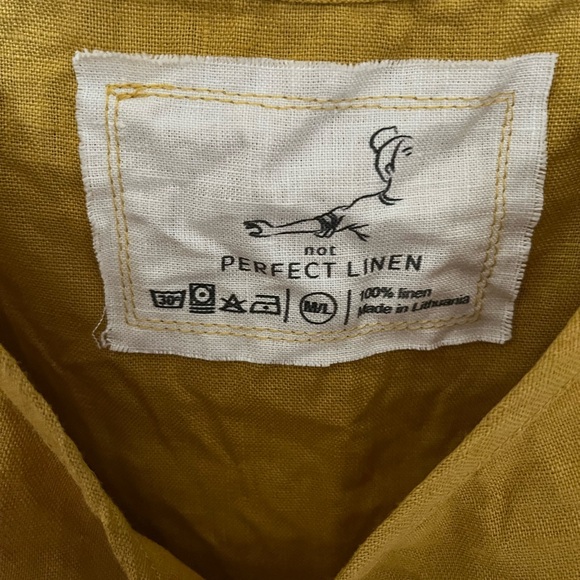 not
PERFECT LINEN
30° M/L 100% linen
Made in Lithuania